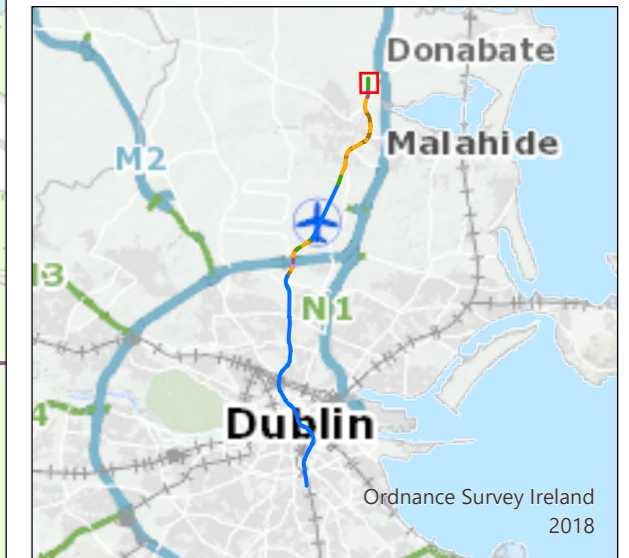 Donabate
M2
Malahide
N1
Dublin
Ordnance Survey Ireland
2018